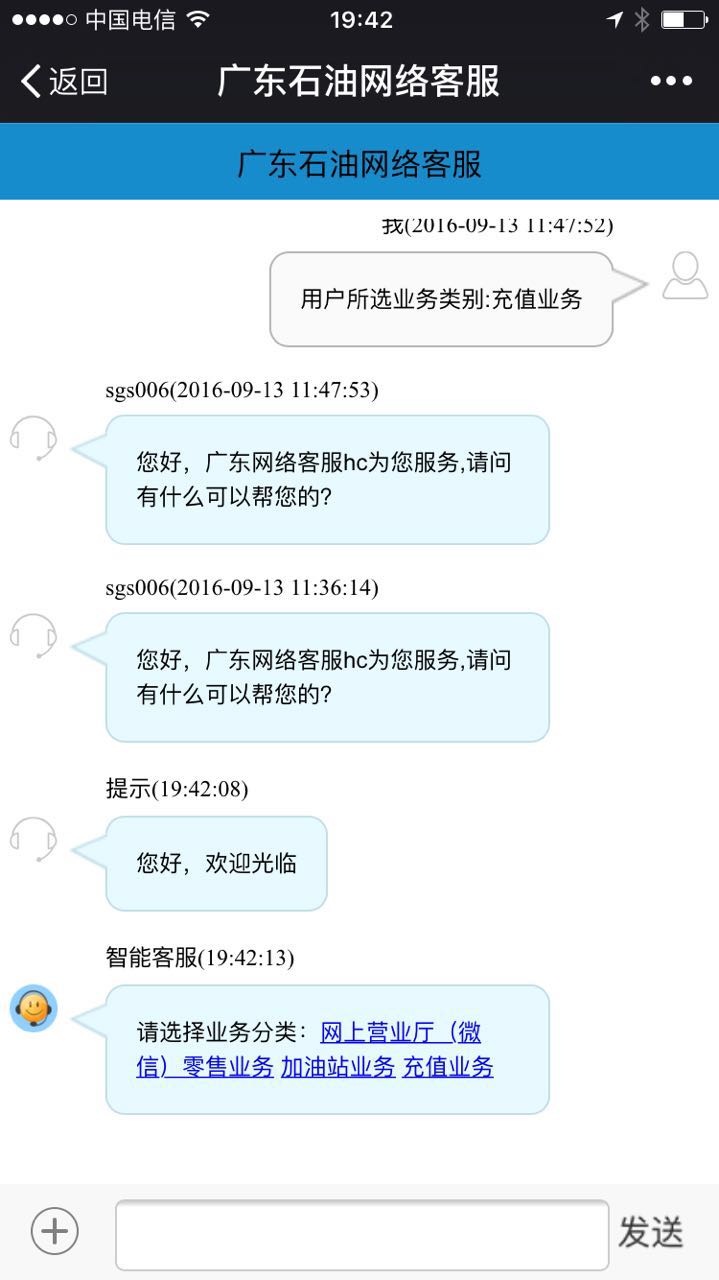 中国电信
19:42
返回
广东石油网络客服
广东石油网络客服
我(2016-09-13 11:47:52)
用户所选业务类别:充值业务
sgs006(2016-09-13 11:47:53)
您好，广东网络客服hc为您服务,请问
有什么可以帮您的?
sgs006(2016-09-13 11:36:14)
您好，广东网络客服hc为您服务,请问
有什么可以帮您的?
提示(19:42:08)
您好，欢迎光临
智能客服(19:42:13)
请选择业务分类：网上营业厅（微
信）零售业务 加油站业务 充值业务
发送